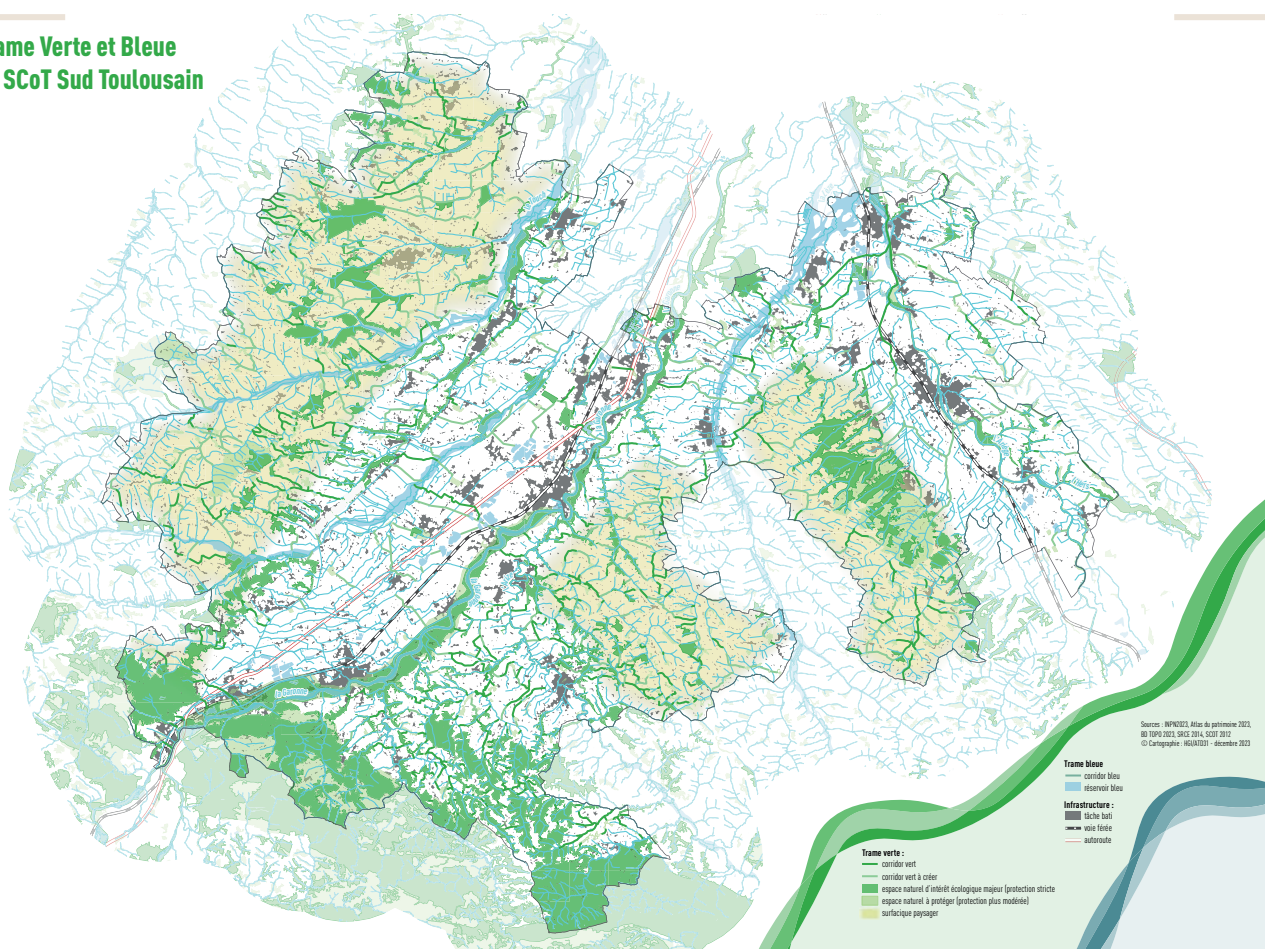 ame Verte et Bleue
SCoT Sud Toulousain
la Garonne
Sources : INPN2023, Atlas du patrimoine 2023,
BD TOPO 2023, SRCE 2014, SCOT 2012
© Cartographie : HGI/ATD31 - décembre 2023
Trame bleue
corridor bleu
réservoir bleu
Infrastructure :
tâche bati
voie férée
autoroute
Trame verte :
corridor vert
corridor vert à créer
espace naturel d'intérêt écologique majeur (protection stricte
espace naturel à protéger (protection plus modérée)
surfacique paysager